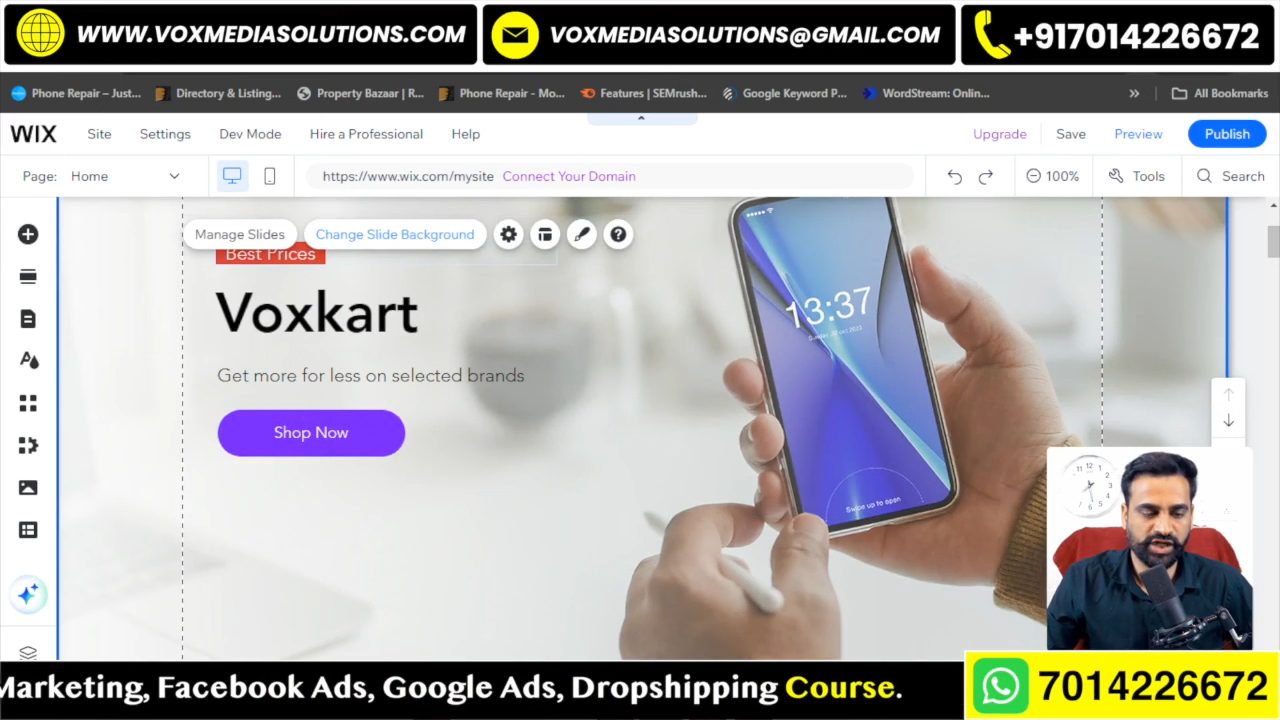 WWW.VOXMEDIASOLUTIONS.COM
VOXMEDIASOLUTIONS@GMAIL.COM
+917014226672
Phone Repair – Just...
Directory & Listing...
Property Bazaar | R...
Phone Repair - Mo...
Features | SEMrush...
Google Keyword P...
WordStream: Onlin...
»
All Bookmarks
WIX
Site
Settings
Dev Mode
Hire a Professional
Help
Upgrade
Save
Preview
Publish
Page: Home
https://www.wix.com/mysite Connect Your Domain
100%
Tools
Search
Manage Slides
Change Slide Background
Best Prices
Voxkart
Get more for less on selected brands
Shop Now
13:37
Swipe up to open
Marketing, Facebook Ads, Google Ads, Dropshipping Course.
7014226672